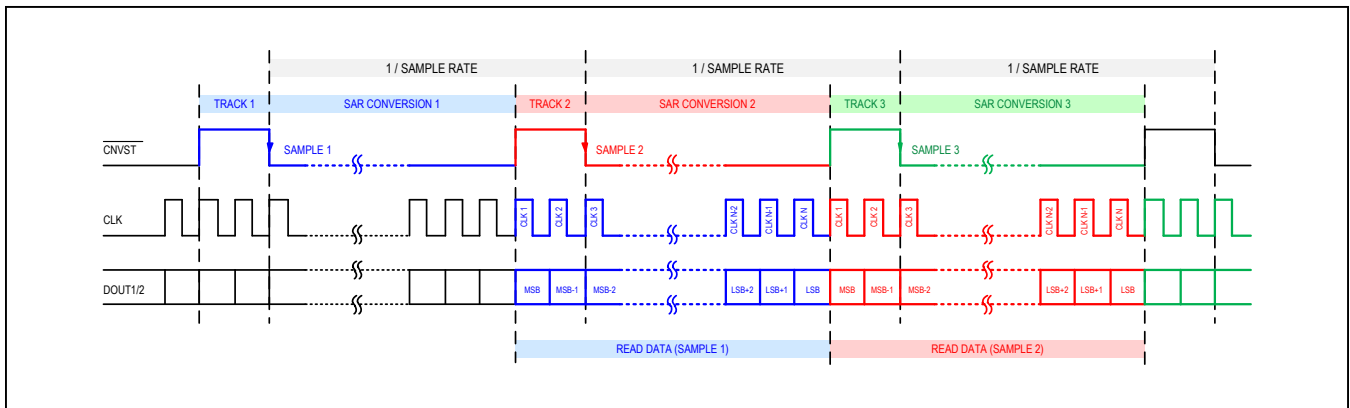 1 / SAMPLE RATE 1 / SAMPLE RATE 1 / SAMPLE RATE
TRACK 1 SAR CONVERSION 1 TRACK 2 SAR CONVERSION 2 TRACK 3 SAR CONVERSION 3
CNVST SAMPLE 1 SAMPLE 2 SAMPLE 3
CLK CLK 1 CLK 2 CLK 3 CLK N-2 CLK N-1 CLK N CLK 1 CLK 2 CLK 3 CLK N-2 CLK N-1 CLK N
DOUT1/2 MSB MSB-1 MSB-2 LSB+2 LSB+1 LSB MSB MSB-1 MSB-2 LSB+2 LSB+1 LSB
READ DATA (SAMPLE 1) READ DATA (SAMPLE 2)